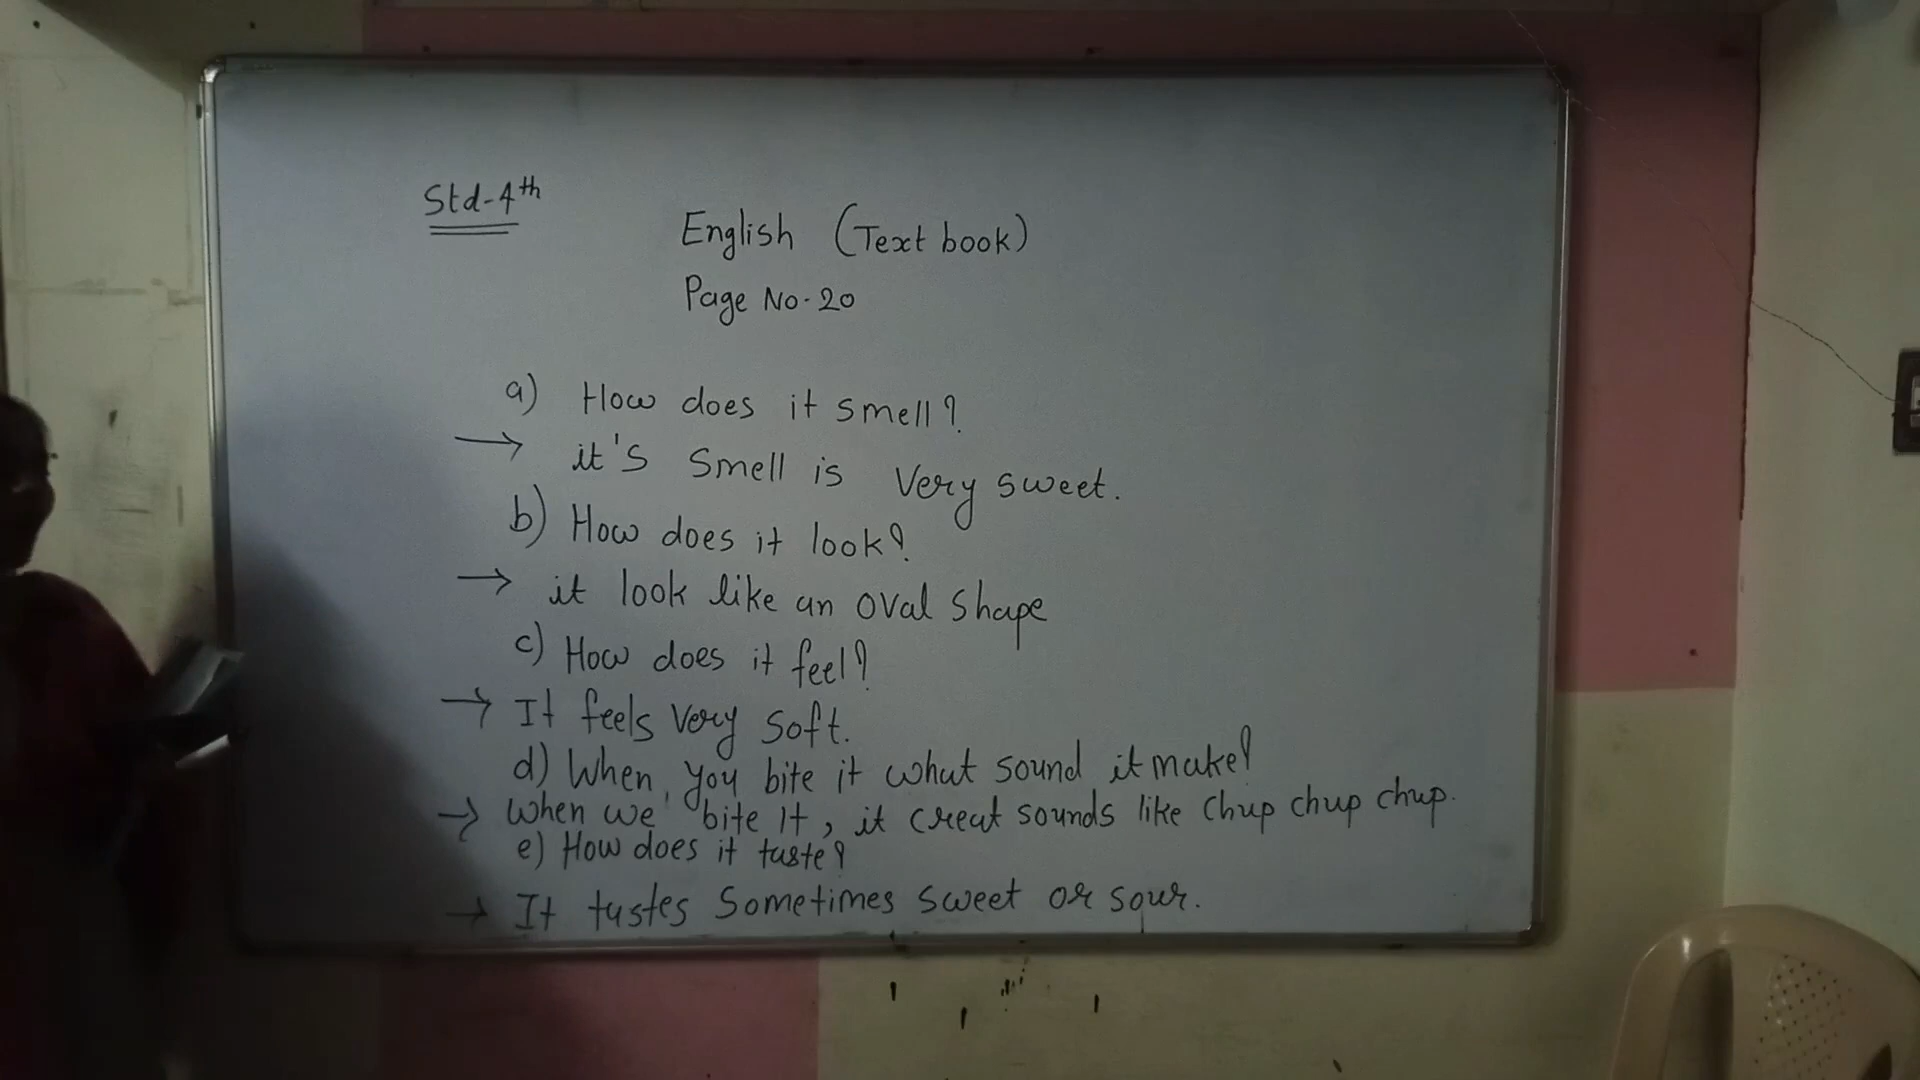 Std-4th
English (Text book)
Page No-20
a) How does it smell?
→ it's smell is very sweet.
b) How does it look?
→ it look like an oval shape
c) How does it feel?
→ It feels very soft.
d) When, you bite it what sound it make?
→ when we bite It, it creat sounds like chup chup chup.
e) How does it taste?
→ It tastes sometimes sweet or sour.